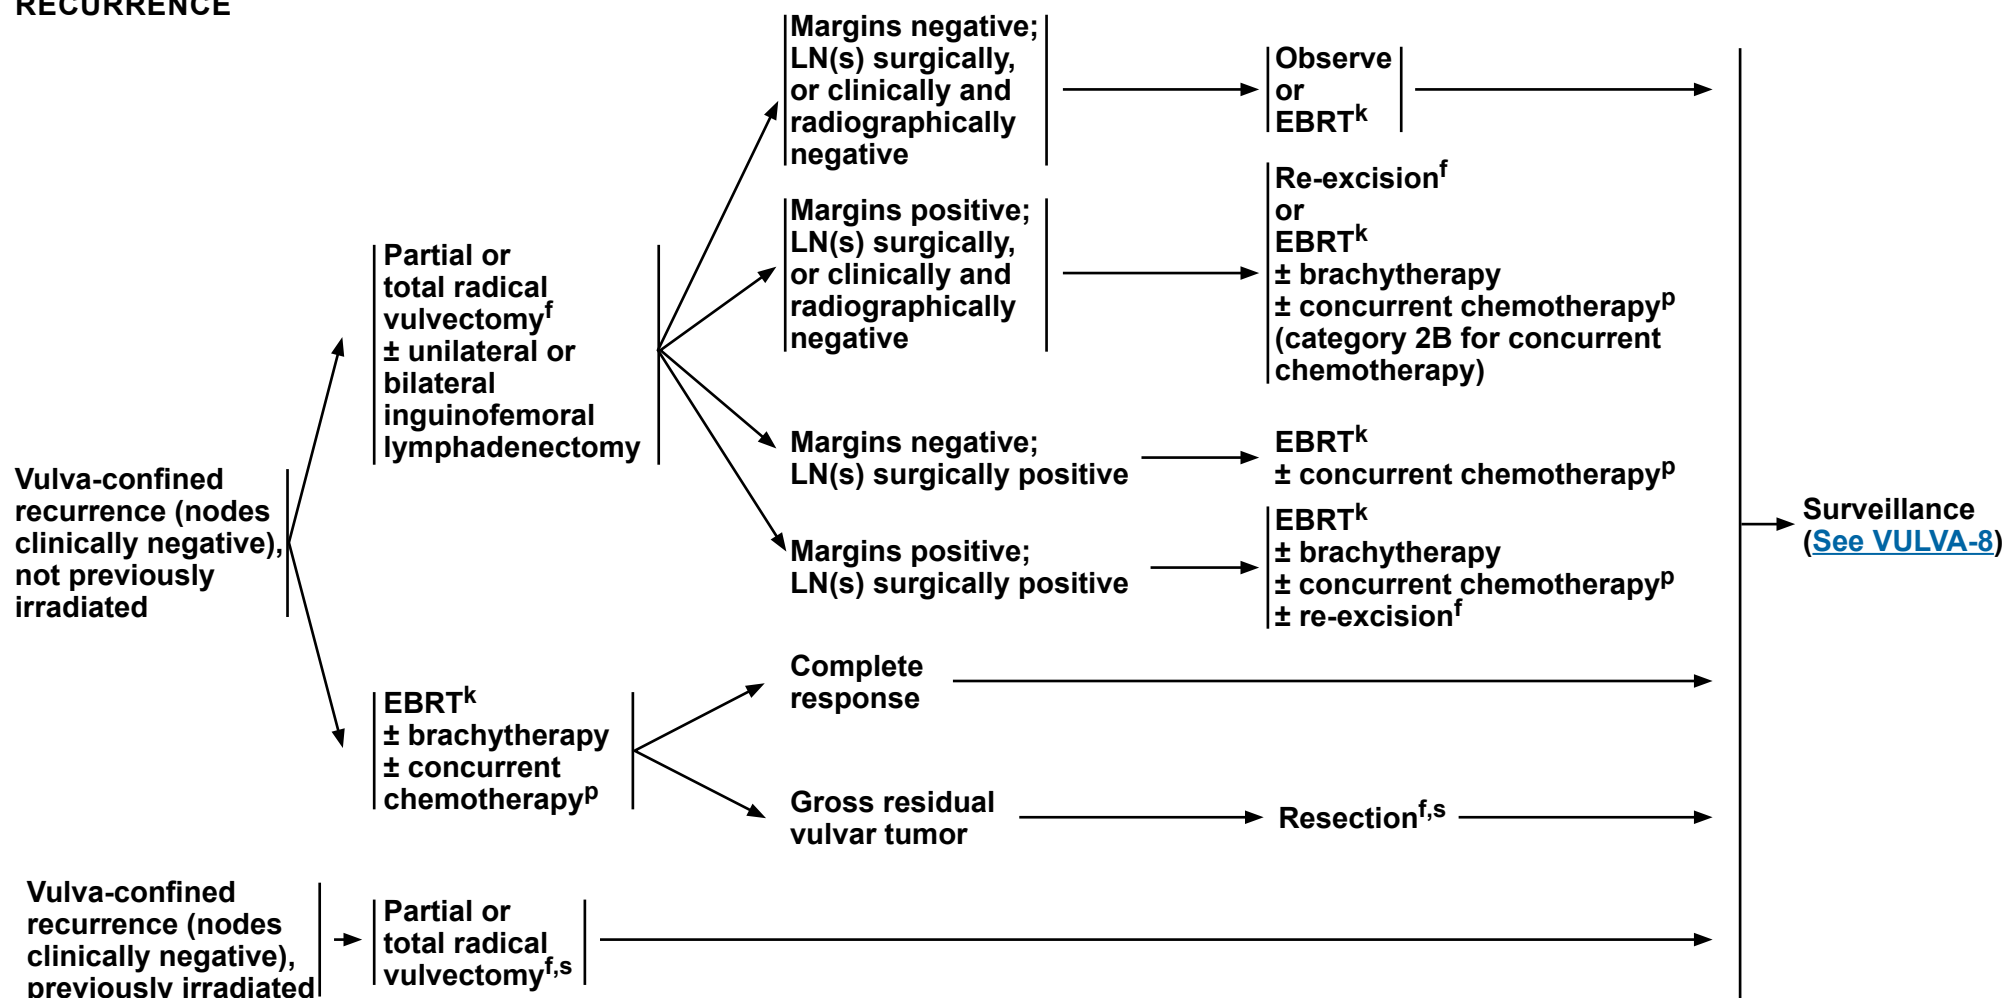 RECURRENCE
Vulva-confined
recurrence (nodes
clinically negative),
not previously
irradiated
Partial or
total radical
vulvectomyf
± unilateral or
bilateral
inguinofemoral
lymphadenectomy
Margins negative;
LN(s) surgically,
or clinically and
radiographically
negative
Observe
or
EBRTk
Margins positive;
LN(s) surgically,
or clinically and
radiographically
negative
Re-excisionf
or
EBRTk
± brachytherapy
± concurrent chemotherapyp
(category 2B for concurrent
chemotherapy)
Margins negative;
LN(s) surgically positive
EBRTk
± concurrent chemotherapyp
Margins positive;
LN(s) surgically positive
EBRTk
± brachytherapy
± concurrent chemotherapyp
± re-excisionf
EBRTk
± brachytherapy
± concurrent
chemotherapyp
Complete
response
Gross residual
vulvar tumor
Resectionf,s
Vulva-confined
recurrence (nodes
clinically negative),
previously irradiated
Partial or
total radical
vulvectomyf,s
Surveillance
(See VULVA-8)